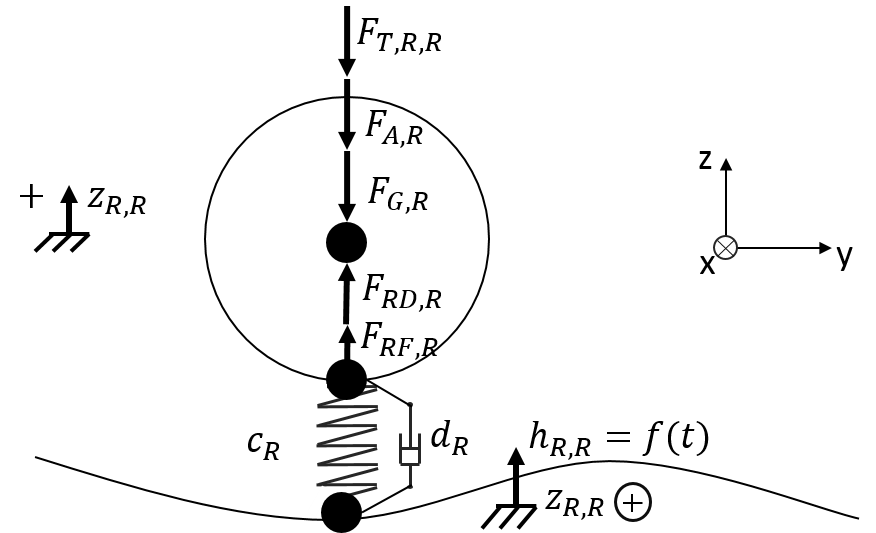 F_{T,R,R}
F_{A,R}
F_{G,R}
+ z_{R,R}
z
x
y
F_{RD,R}
F_{RF,R}
c_R
d_R
h_{R,R} = f(t)
z_{R,R} ⊕